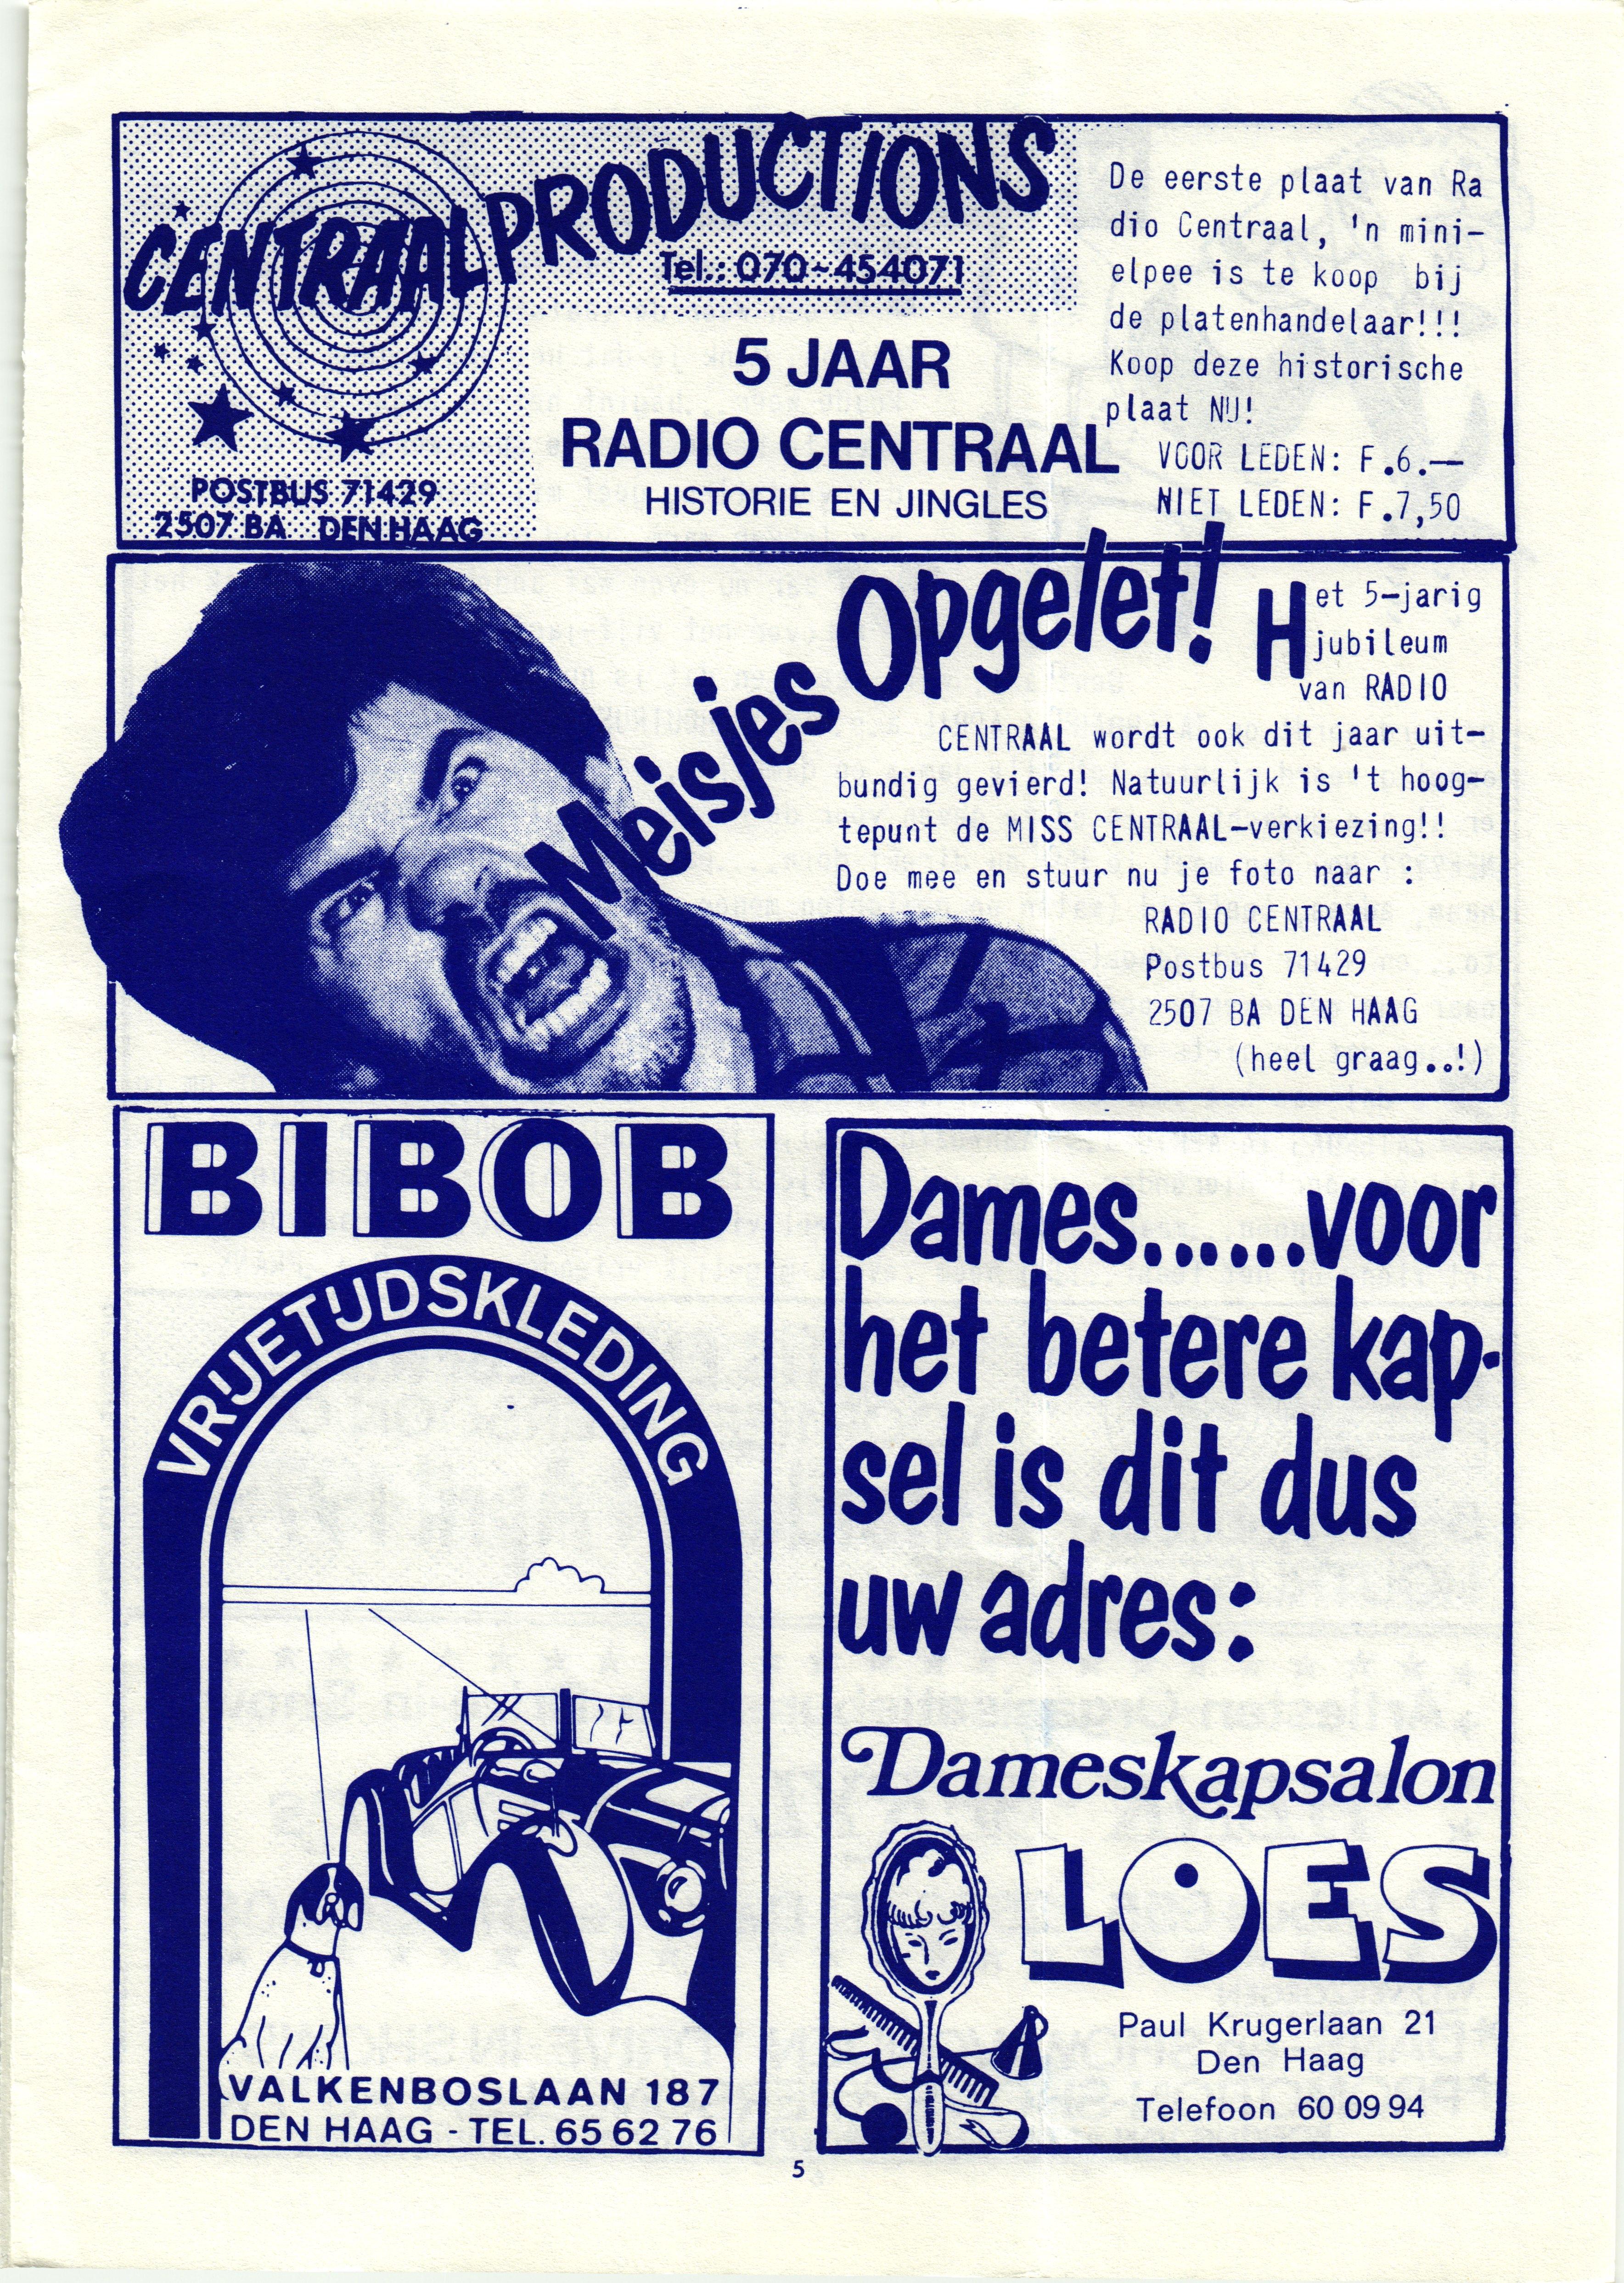 CENTRAAL PRODUCTIONS
Tel.: 070-454071
5 JAAR
RADIO CENTRAAL
HISTORIE EN JINGLES
POSTBUS 71429
2507 BA DEN HAAG
De eerste plaat van Ra
dio Centraal, 'n mini-
elpee is te koop bij
de platenhandelaar!!!
Koop deze historische
plaat NU!
VOOR LEDEN: F.6.—
NIET LEDEN: F.7,50
Meisjes Opgelet!
Het 5-jarig
jubileum
van RADIO
CENTRAAL wordt ook dit jaar uit-
bundig gevierd! Natuurlijk is 't hoog-
tepunt de MISS CENTRAAL-verkiezing!!
Doe mee en stuur nu je foto naar :
RADIO CENTRAAL
Postbus 71429
2507 BA DEN HAAG
(heel graag..!)
BIBOB
VRIJETIJDSKLEDING
VALKENBOSLAAN 187
DEN HAAG - TEL. 65 62 76
Dames......voor
het betere kap-
sel is dit dus
uw adres:
Dameskapsalon
LOES
Paul Krugerlaan 21
Den Haag
Telefoon 60 09 94
5